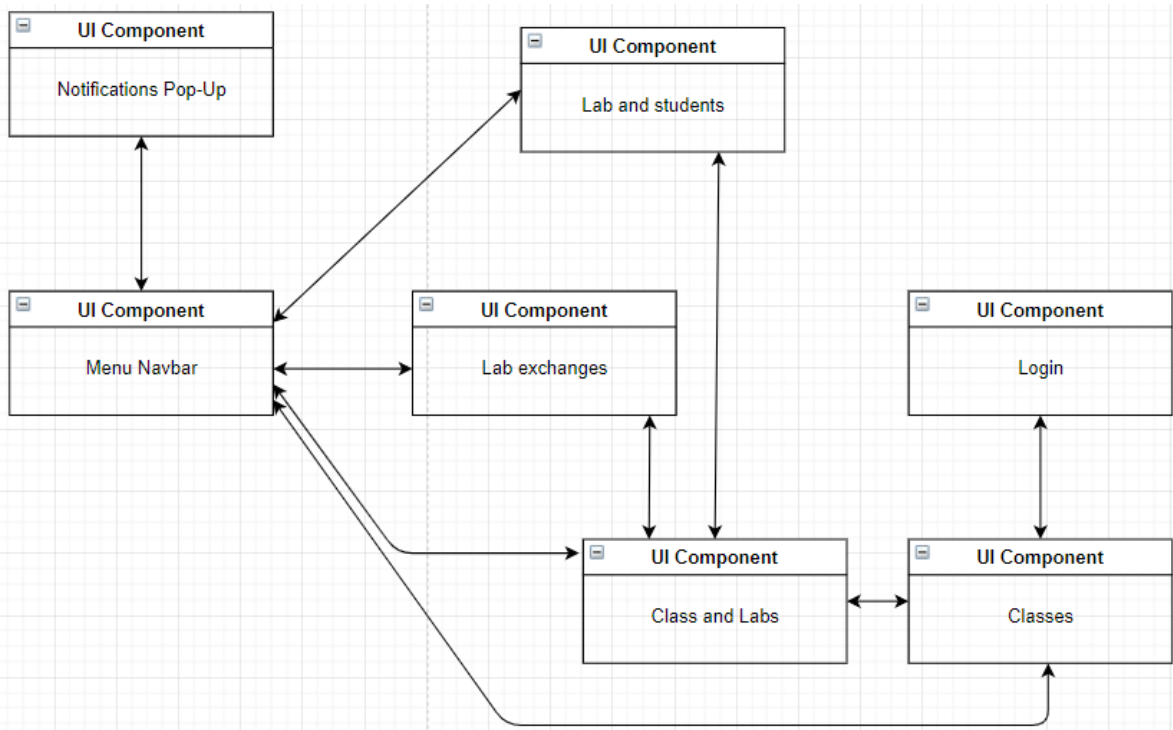 UI Component
Notifications Pop-Up
UI Component
Lab and students
UI Component
Menu Navbar
UI Component
Lab exchanges
UI Component
Login
UI Component
Class and Labs
UI Component
Classes